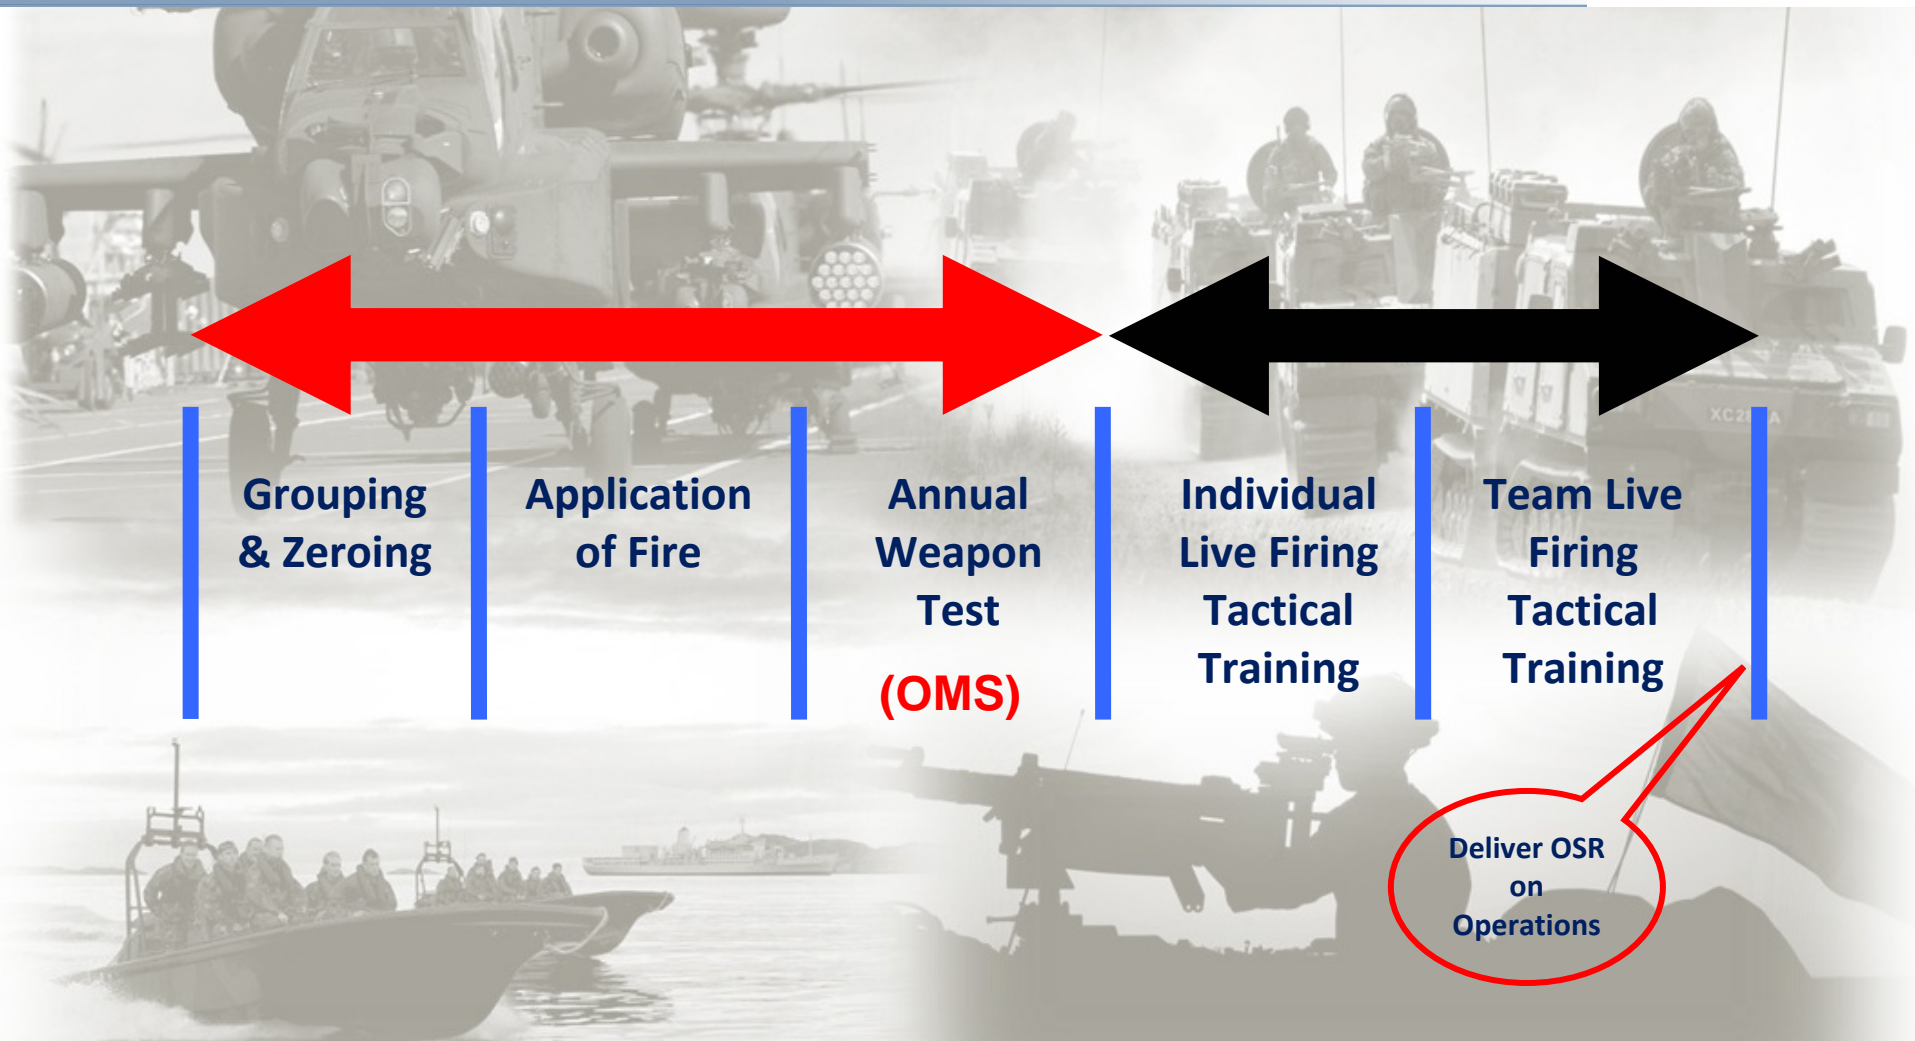 Grouping
& Zeroing
Application
of Fire
Annual
Weapon
Test
(OMS)
Individual
Live Firing
Tactical
Training
Team Live
Firing
Tactical
Training
Deliver OSR
on
Operations